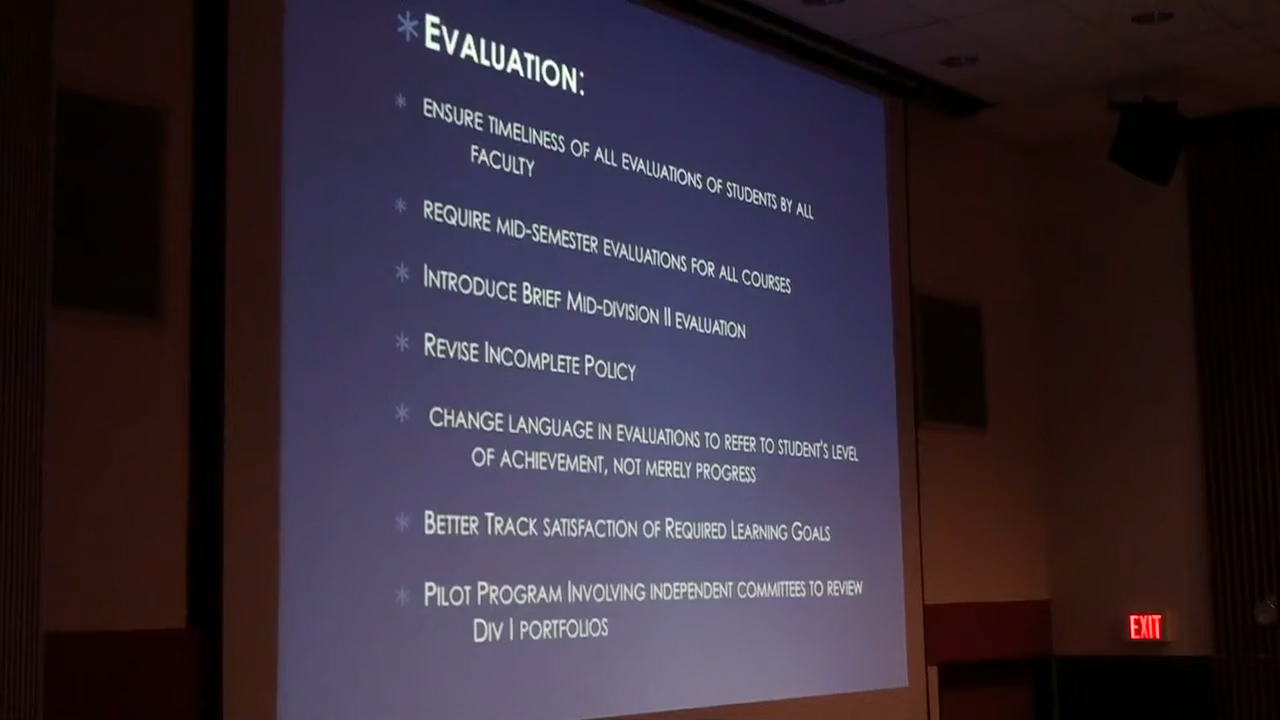 * EVALUATION:
* ENSURE TIMELINESS OF ALL EVALUATIONS OF STUDENTS BY ALL
FACULTY
* REQUIRE MID-SEMESTER EVALUATIONS FOR ALL COURSES
* INTRODUCE BRIEF MID-DIVISION II EVALUATION
* REVISE INCOMPLETE POLICY
* CHANGE LANGUAGE IN EVALUATIONS TO REFER TO STUDENT'S LEVEL
OF ACHIEVEMENT, NOT MERELY PROGRESS
* BETTER TRACK SATISFACTION OF REQUIRED LEARNING GOALS
* PILOT PROGRAM INVOLVING INDEPENDENT COMMITTEES TO REVIEW
DIV I PORTFOLIOS
EXIT